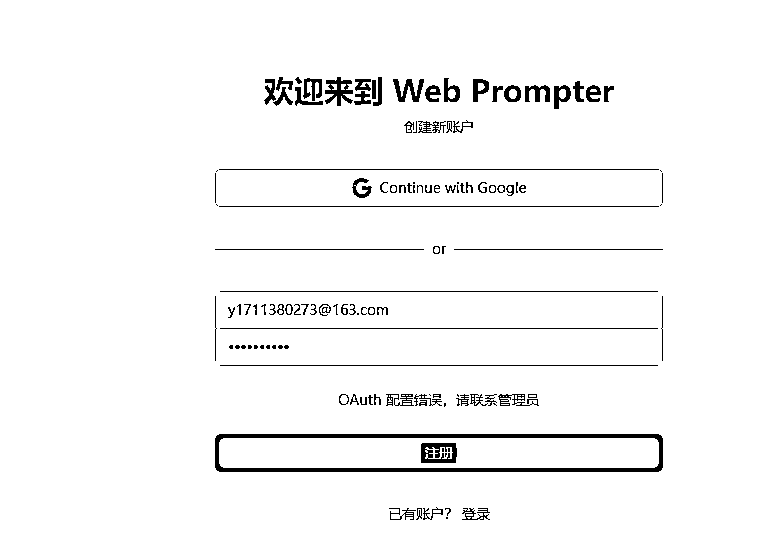 欢迎来到 Web Prompter
创建新账户
Continue with Google
or
y1711380273@163.com
••••••••••
OAuth 配置错误，请联系管理员
注册
已有账户？ 登录